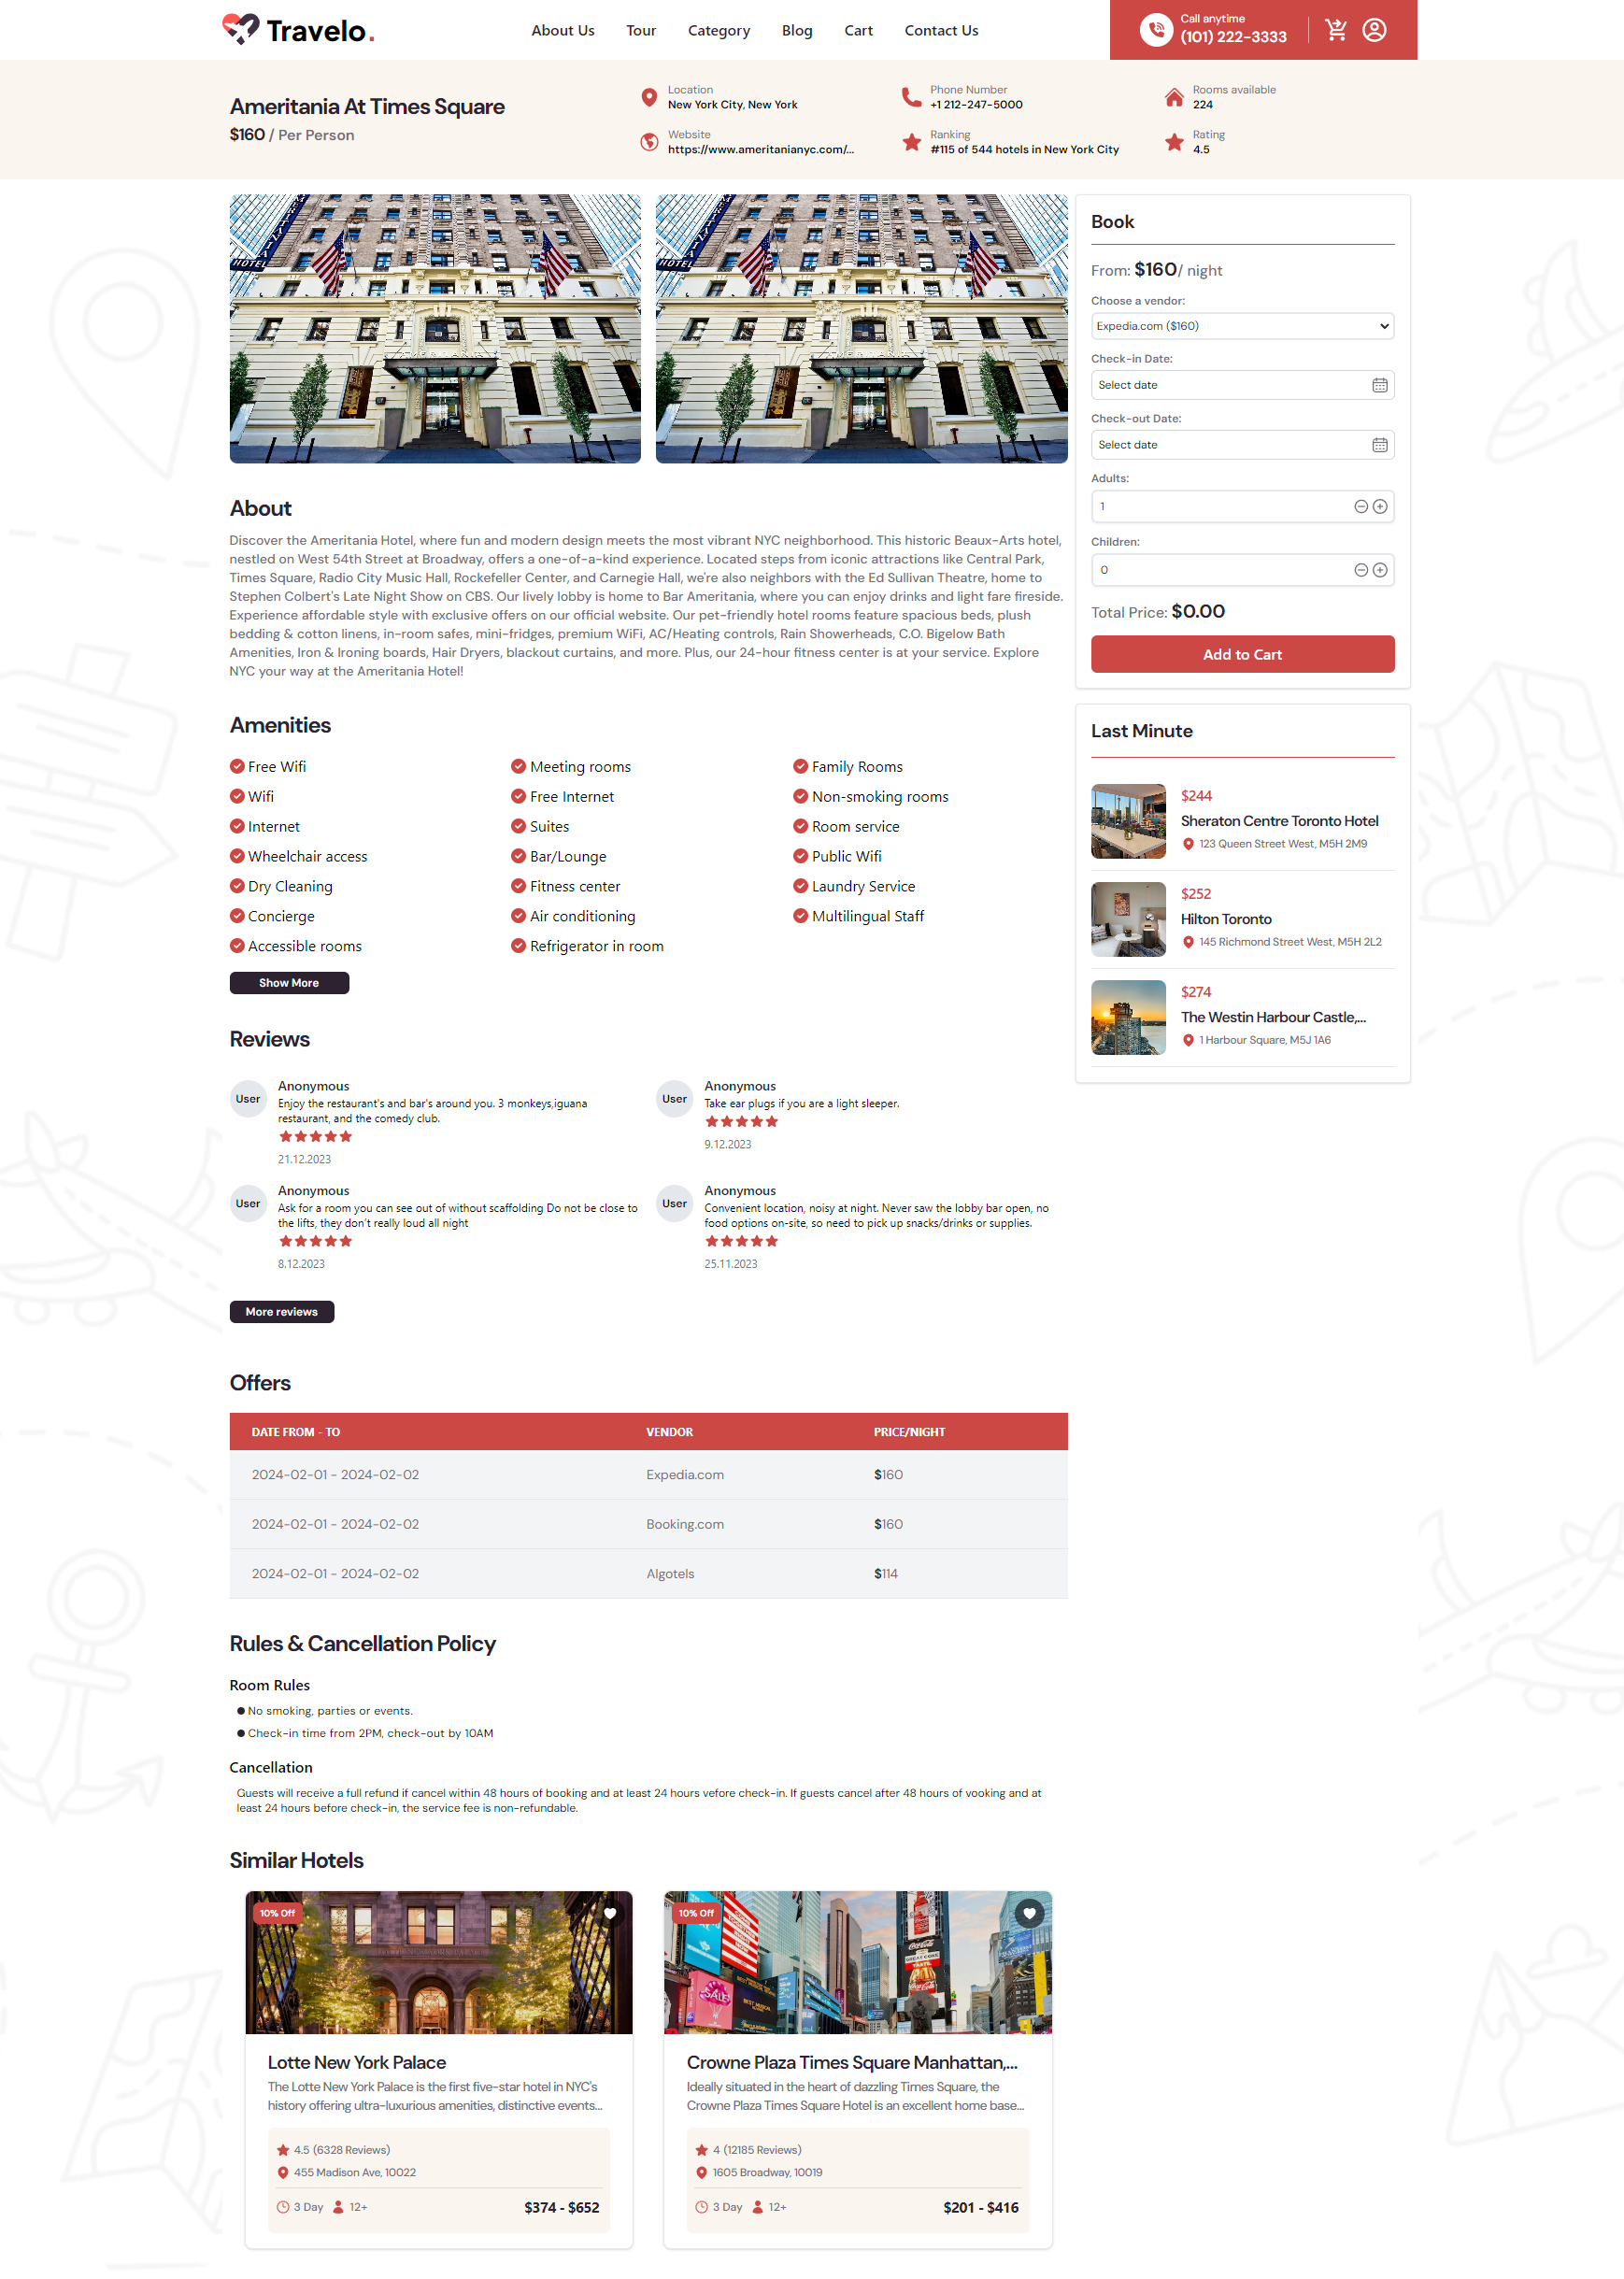 Travelo.
About Us
Tour
Category
Blog
Cart
Contact Us
Call anytime
(101) 222-3333
Ameritania At Times Square
$160 / Per Person
Location
New York City, New York
Phone Number
+1 212-247-5000
Rooms available
224
Website
https://www.ameritanianyc.com/...
Ranking
#115 of 544 hotels in New York City
Rating
4.5
HOTEL
HOTEL
Book
From: $160/ night
Choose a vendor:
Expedia.com ($160)
Check-in Date:
Select date
Check-out Date:
Select date
Adults:
1
Children:
0
Total Price: $0.00
Add to Cart
About
Discover the Ameritania Hotel, where fun and modern design meets the most vibrant NYC neighborhood. This historic Beaux-Arts hotel,
nestled on West 54th Street at Broadway, offers a one-of-a-kind experience. Located steps from iconic attractions like Central Park,
Times Square, Radio City Music Hall, Rockefeller Center, and Carnegie Hall, we're also neighbors with the Ed Sullivan Theatre, home to
Stephen Colbert's Late Night Show on CBS. Our lively lobby is home to Bar Ameritania, where you can enjoy drinks and light fare fireside.
Experience affordable style with exclusive offers on our official website. Our pet-friendly hotel rooms feature spacious beds, plush
bedding & cotton linens, in-room safes, mini-fridges, premium WiFi, AC/Heating controls, Rain Showerheads, C.O. Bigelow Bath
Amenities, Iron & Ironing boards, Hair Dryers, blackout curtains, and more. Plus, our 24-hour fitness center is at your service. Explore
NYC your way at the Ameritania Hotel!
Amenities
Free Wifi
Meeting rooms
Family Rooms
Wifi
Free Internet
Non-smoking rooms
Internet
Suites
Room service
Wheelchair access
Bar/Lounge
Public Wifi
Dry Cleaning
Fitness center
Laundry Service
Concierge
Air conditioning
Multilingual Staff
Accessible rooms
Refrigerator in room
Show More
Last Minute
$244
Sheraton Centre Toronto Hotel
123 Queen Street West, M5H 2M9
$252
Hilton Toronto
145 Richmond Street West, M5H 2L2
$274
The Westin Harbour Castle,...
1 Harbour Square, M5J 1A6
Reviews
User
Anonymous
Enjoy the restaurant's and bar's around you. 3 monkeys,iguana
restaurant, and the comedy club.
21.12.2023
User
Anonymous
Take ear plugs if you are a light sleeper.
9.12.2023
User
Anonymous
Ask for a room you can see out of without scaffolding Do not be close to
the lifts, they don't really loud all night
8.12.2023
User
Anonymous
Convenient location, noisy at night. Never saw the lobby bar open, no
food options on-site, so need to pick up snacks/drinks or supplies.
25.11.2023
More reviews
Offers
DATE FROM - TO
VENDOR
PRICE/NIGHT
2024-02-01 - 2024-02-02
Expedia.com
$160
2024-02-01 - 2024-02-02
Booking.com
$160
2024-02-01 - 2024-02-02
Algotels
$114
Rules & Cancellation Policy
Room Rules
No smoking, parties or events.
Check-in time from 2PM, check-out by 10AM
Cancellation
Guests will receive a full refund if cancel within 48 hours of booking and at least 24 hours vefore check-in. If guests cancel after 48 hours of vooking and at
least 24 hours before check-in, the service fee is non-refundable.
Similar Hotels
10% Off
LOTTE NEW YORK PALACE
Lotte New York Palace
The Lotte New York Palace is the first five-star hotel in NYC's
history offering ultra-luxurious amenities, distinctive events...
4.5 (6328 Reviews)
455 Madison Ave, 10022
3 Day
12+
$374 - $652
10% Off
SALE
Coca-Cola
Crowne Plaza Times Square Manhattan,...
Ideally situated in the heart of dazzling Times Square, the
Crowne Plaza Times Square Hotel is an excellent home base...
4 (12185 Reviews)
1605 Broadway, 10019
3 Day
12+
$201 - $416